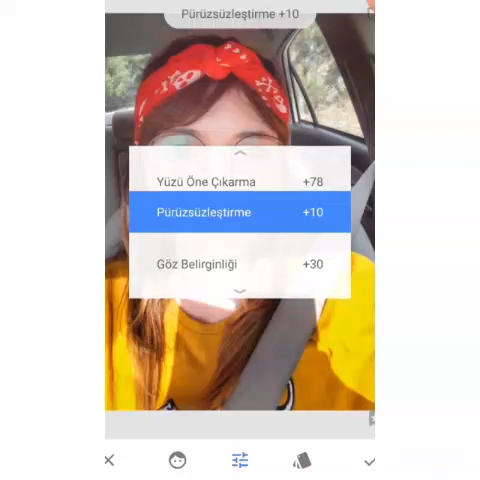 Pürüzsüzleştirme +10
Yüzü Öne Çıkarma +78
Pürüzsüzleştirme +10
Göz Belirginliği +30